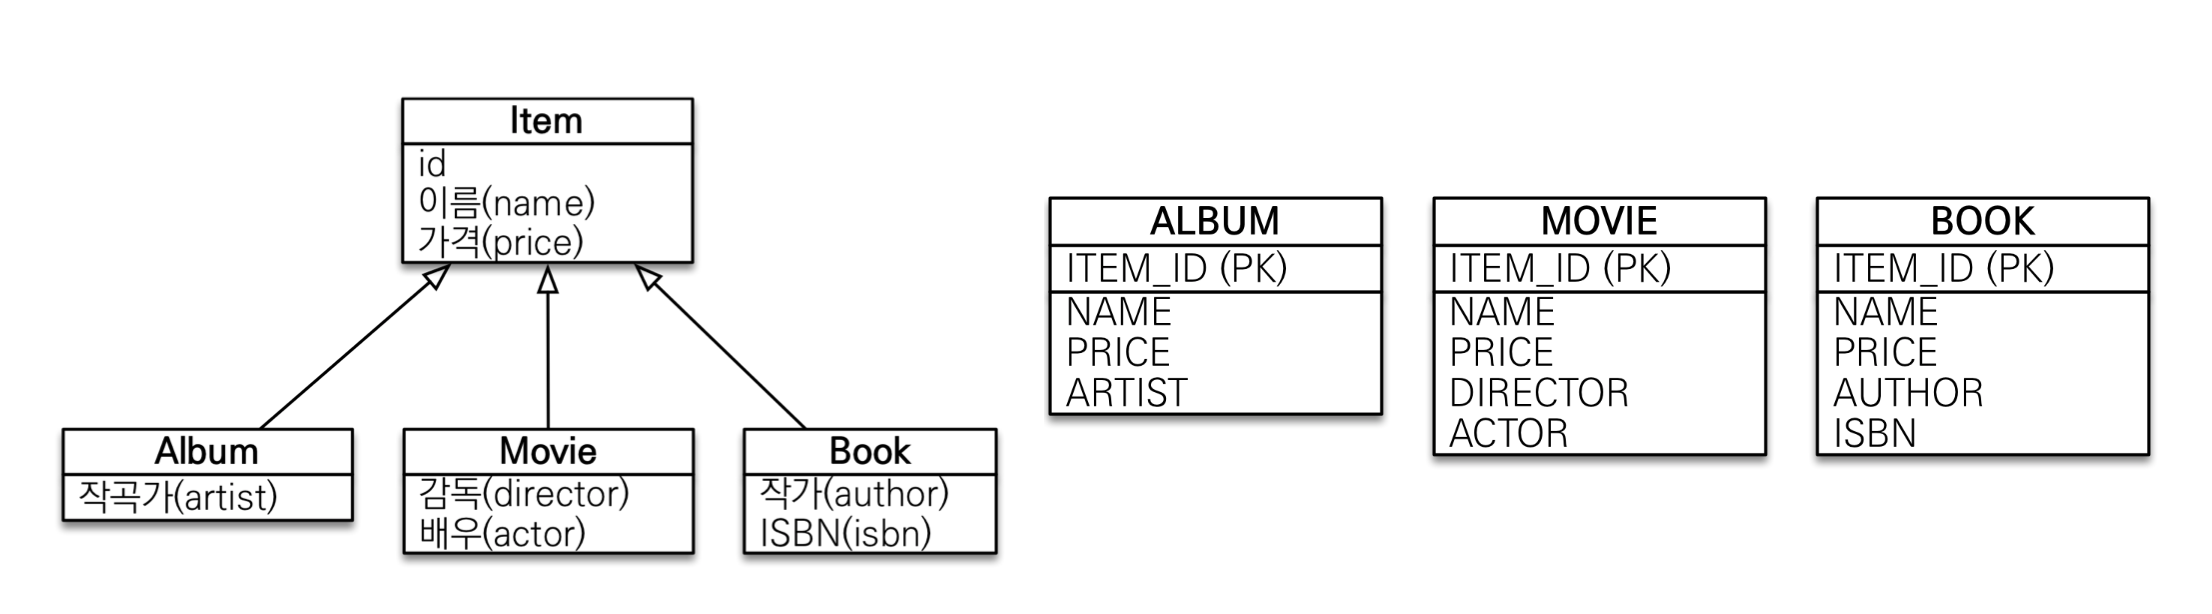 Item
id
이름(name)
가격(price)
Album
작곡가(artist)
Movie
감독(director)
배우(actor)
Book
작가(author)
ISBN(isbn)
ALBUM
ITEM_ID (PK)
NAME
PRICE
ARTIST
MOVIE
ITEM_ID (PK)
NAME
PRICE
DIRECTOR
ACTOR
BOOK
ITEM_ID (PK)
NAME
PRICE
AUTHOR
ISBN